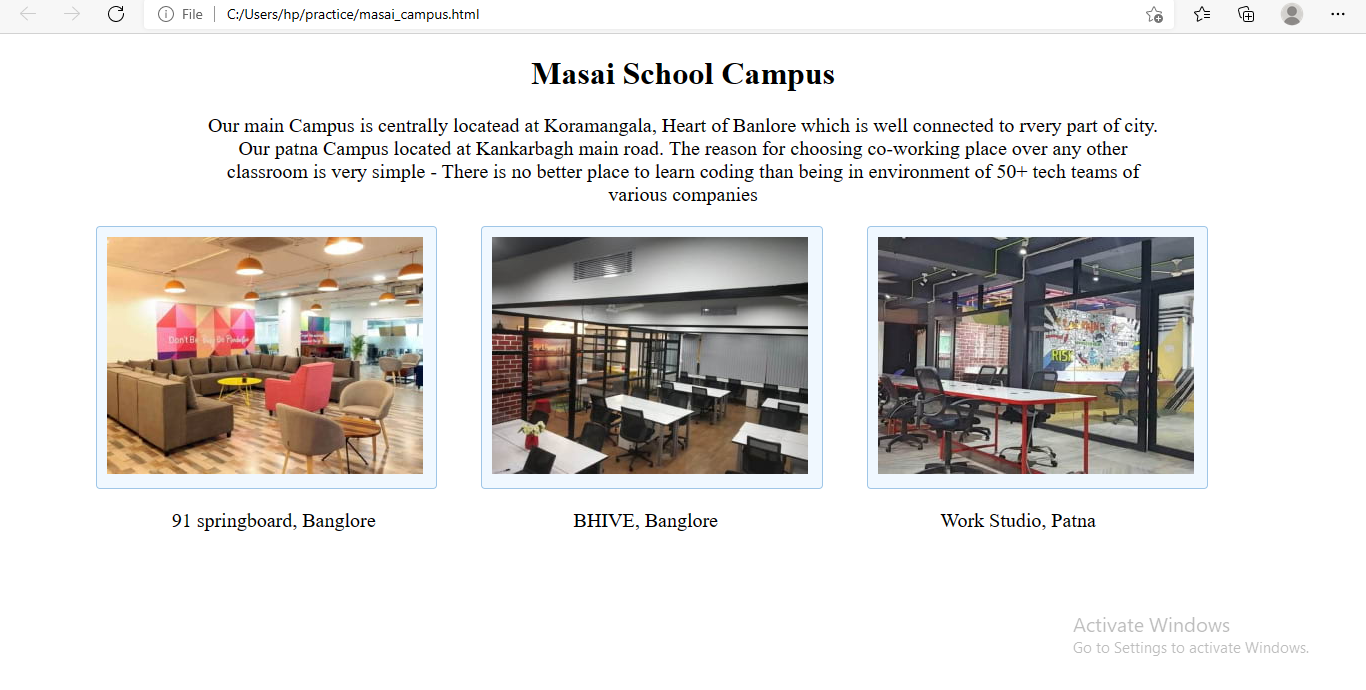 File
C:/Users/hp/practice/masai_campus.html
Masai School Campus
Our main Campus is centrally locatead at Koramangala, Heart of Banlore which is well connected to rvery part of city.
Our patna Campus located at Kankarbagh main road. The reason for choosing co-working place over any other
classroom is very simple - There is no better place to learn coding than being in environment of 50+ tech teams of
various companies
Don't Be
RISE
91 springboard, Banglore
BHIVE, Banglore
Work Studio, Patna
Activate Windows
Go to Settings to activate Windows.